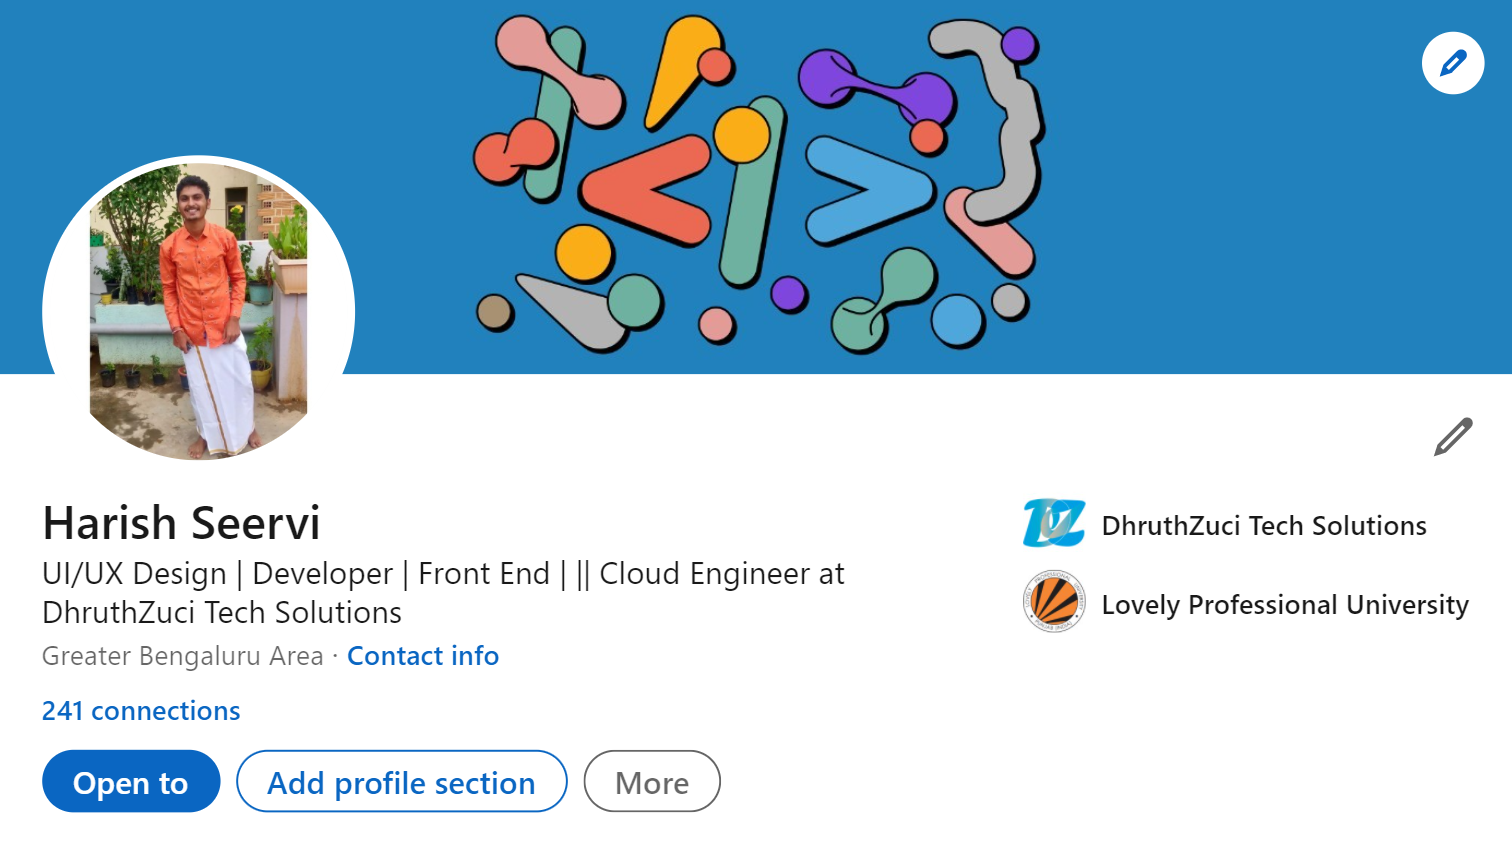 Harish Seervi
UI/UX Design | Developer | Front End | || Cloud Engineer at
DhruthZuci Tech Solutions
Greater Bengaluru Area · Contact info
241 connections
Open to
Add profile section
More
DhruthZuci Tech Solutions
Lovely Professional University